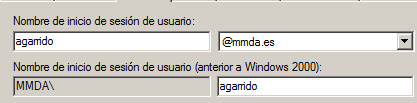 Nombre de inicio de sesión de usuario:
agarrido @mmda.es
Nombre de inicio de sesión de usuario (anterior a Windows 2000):
MMDA\ agarrido